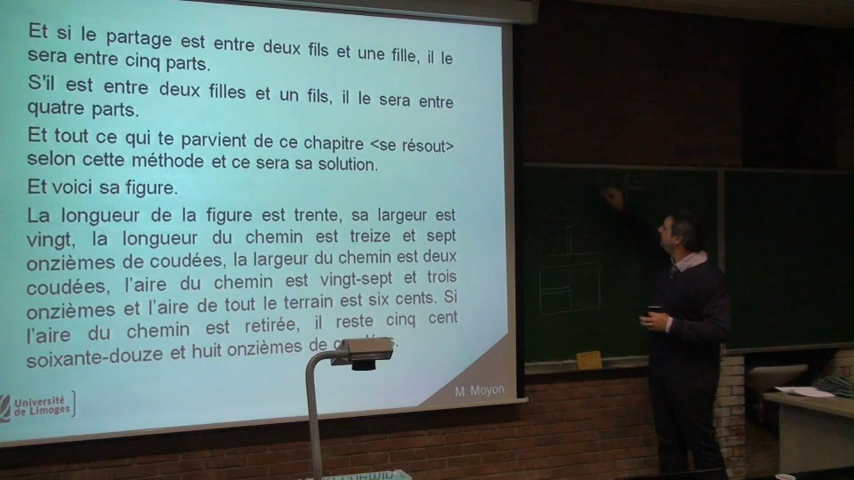 Et si le partage est entre deux fils et une fille, il le
sera entre cinq parts.
S'il est entre deux filles et un fils, il le sera entre
quatre parts.
Et tout ce qui te parvient de ce chapitre <se résout>
selon cette méthode et ce sera sa solution.
Et voici sa figure.
La longueur de la figure est trente, sa largeur est
vingt, la longueur du chemin est treize et sept
onzièmes de coudées, la largeur du chemin est deux
coudées, l'aire du chemin est vingt-sept et trois
onzièmes et l'aire de tout le terrain est six cents. Si
l'aire du chemin est retirée, il reste cinq cent
soixante-douze et huit onzièmes de
Université
de Limoges
M. Moyon